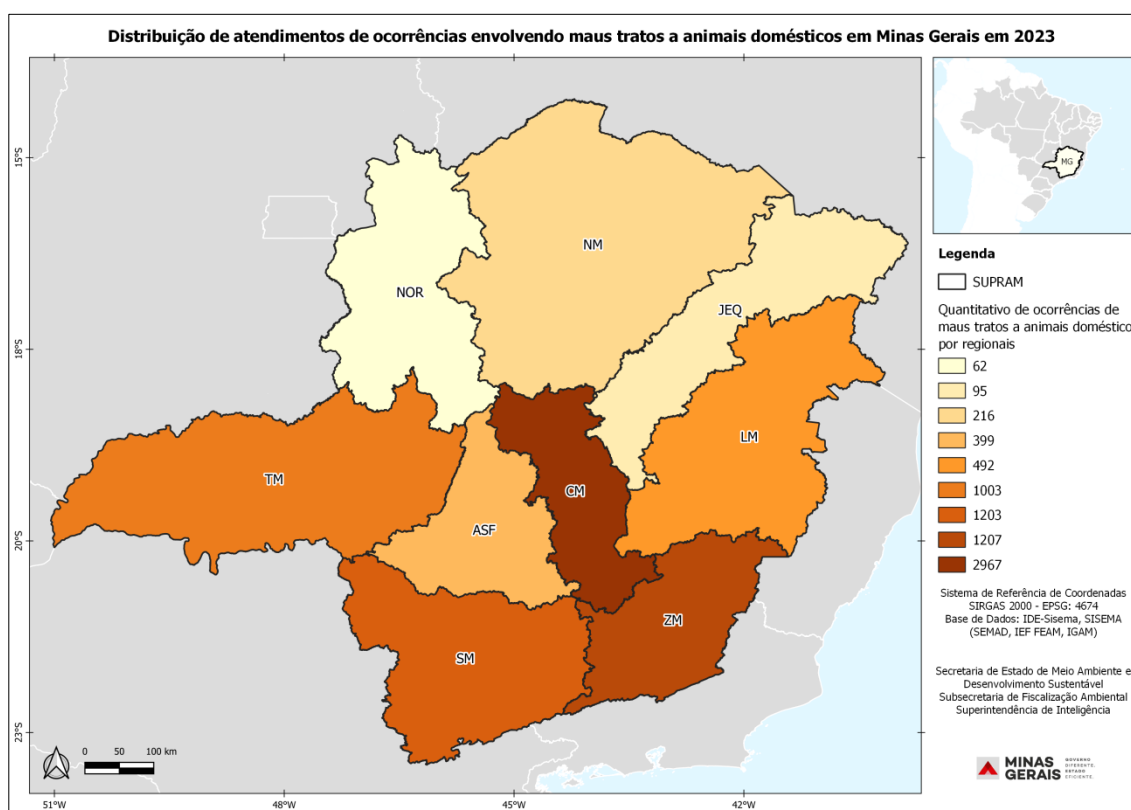 Distribuição de atendimentos de ocorrências envolvendo maus tratos a animais domésticos em Minas Gerais em 2023
15°S
18°S
20°S
23°S
51°W
48°W
45°W
42°W
NOR
NM
JEQ
LM
TM
CM
ASF
ZM
SM
0 50 100 km
MG
Legenda
SUPRAM
Quantitativo de ocorrências de
maus tratos a animais doméstico
por regionais
62
95
216
399
492
1003
1203
1207
2967
Sistema de Referência de Coordenadas
SIRGAS 2000 - EPSG: 4674
Base de Dados: IDE-Sisema, SISEMA
(SEMAD, IEF FEAM, IGAM)
Secretaria de Estado de Meio Ambiente e
Desenvolvimento Sustentável
Subsecretaria de Fiscalização Ambiental
Superintendência de Inteligência
MINAS
GERAIS
GOVERNO
DIFERENTE.
ESTADO
EFICIENTE.